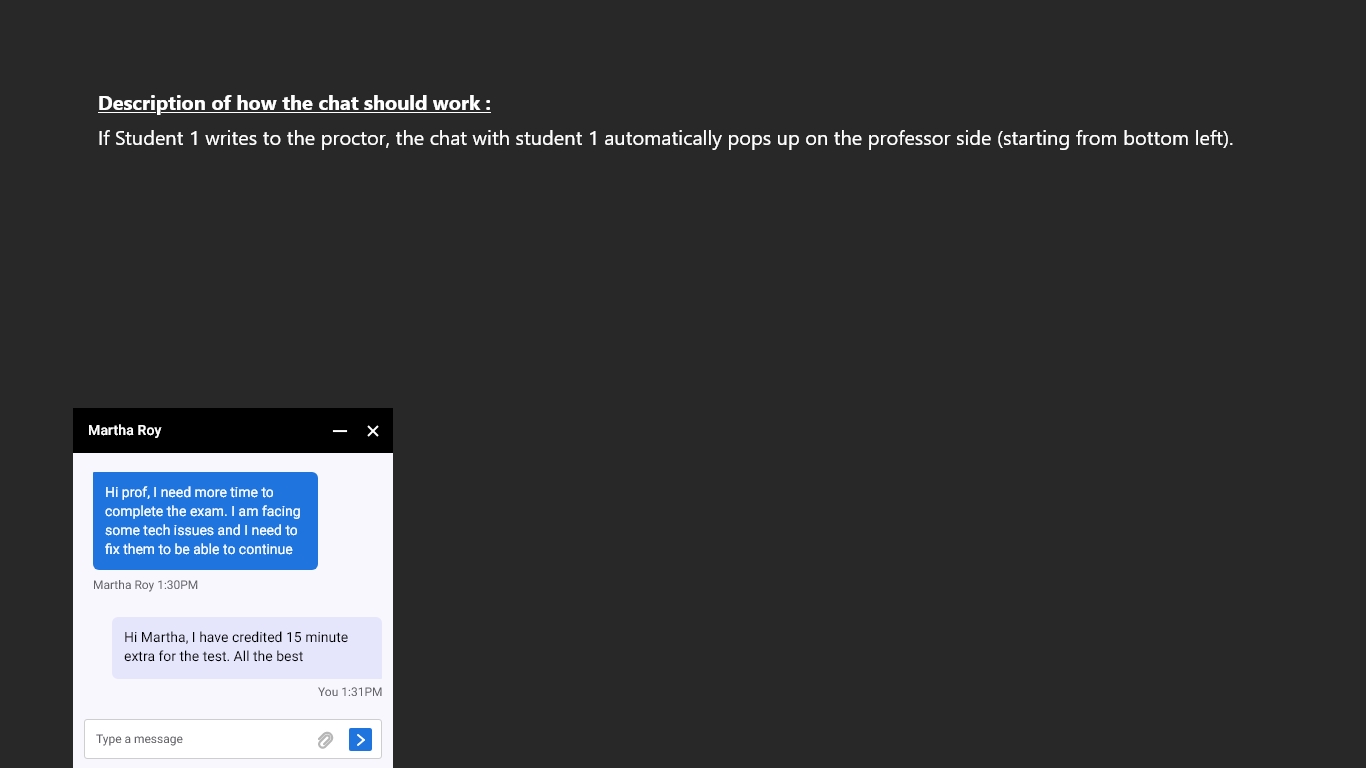 Description of how the chat should work :
If Student 1 writes to the proctor, the chat with student 1 automatically pops up on the professor side (starting from bottom left).
Martha Roy
Hi prof, I need more time to
complete the exam. I am facing
some tech issues and I need to
fix them to be able to continue
Martha Roy 1:30PM
Hi Martha, I have credited 15 minute
extra for the test. All the best
You 1:31PM
Type a message